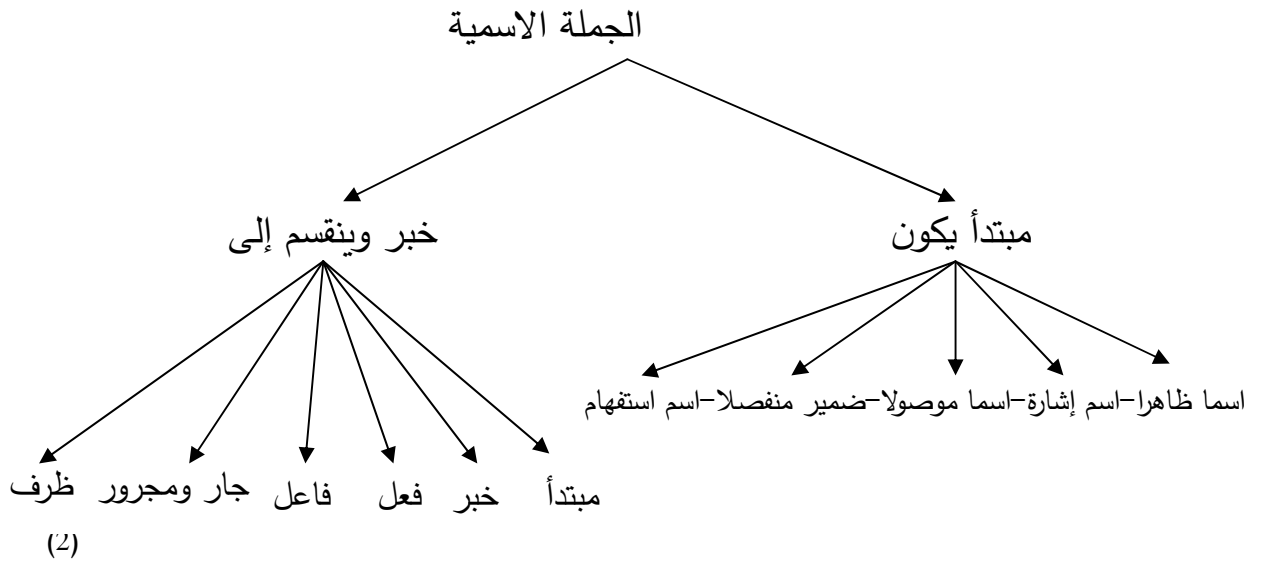 الجملة الاسمية
مبتدأ يكون
خبر وينقسم إلى
اسما ظاهرا–اسم إشارة–اسما موصولا–ضمير منفصلا–اسم استفهام
مبتدأ خبر فعل فاعل جار ومجرور ظرف
(2)